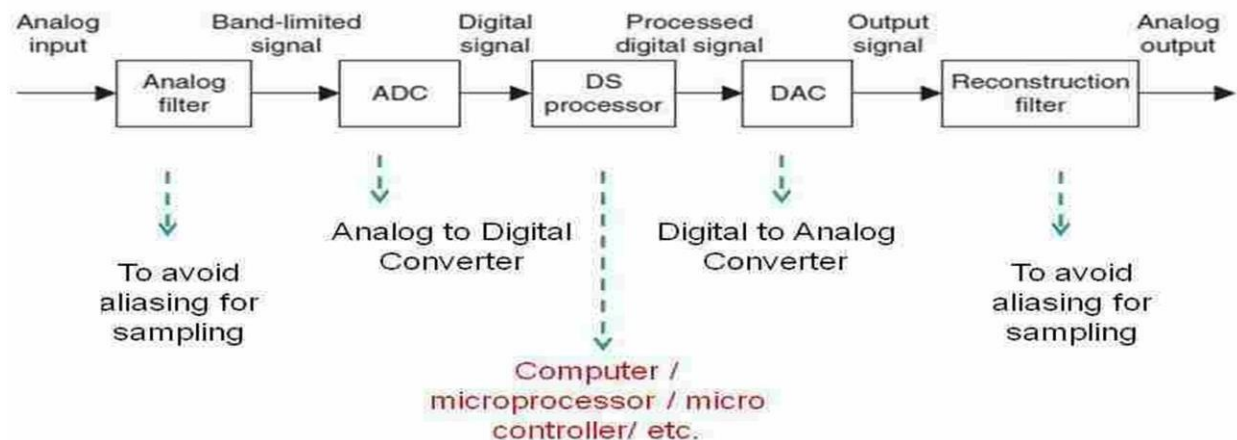 Analog
input
Band-limited
signal
Digital
signal
Processed
digital signal
Output
signal
Analog
output
Analog
filter
ADC
DS
processor
DAC
Reconstruction
filter
To avoid
aliasing for
sampling
Analog to Digital
Converter
Computer /
microprocessor / micro
controller/ etc.
Digital to Analog
Converter
To avoid
aliasing for
sampling